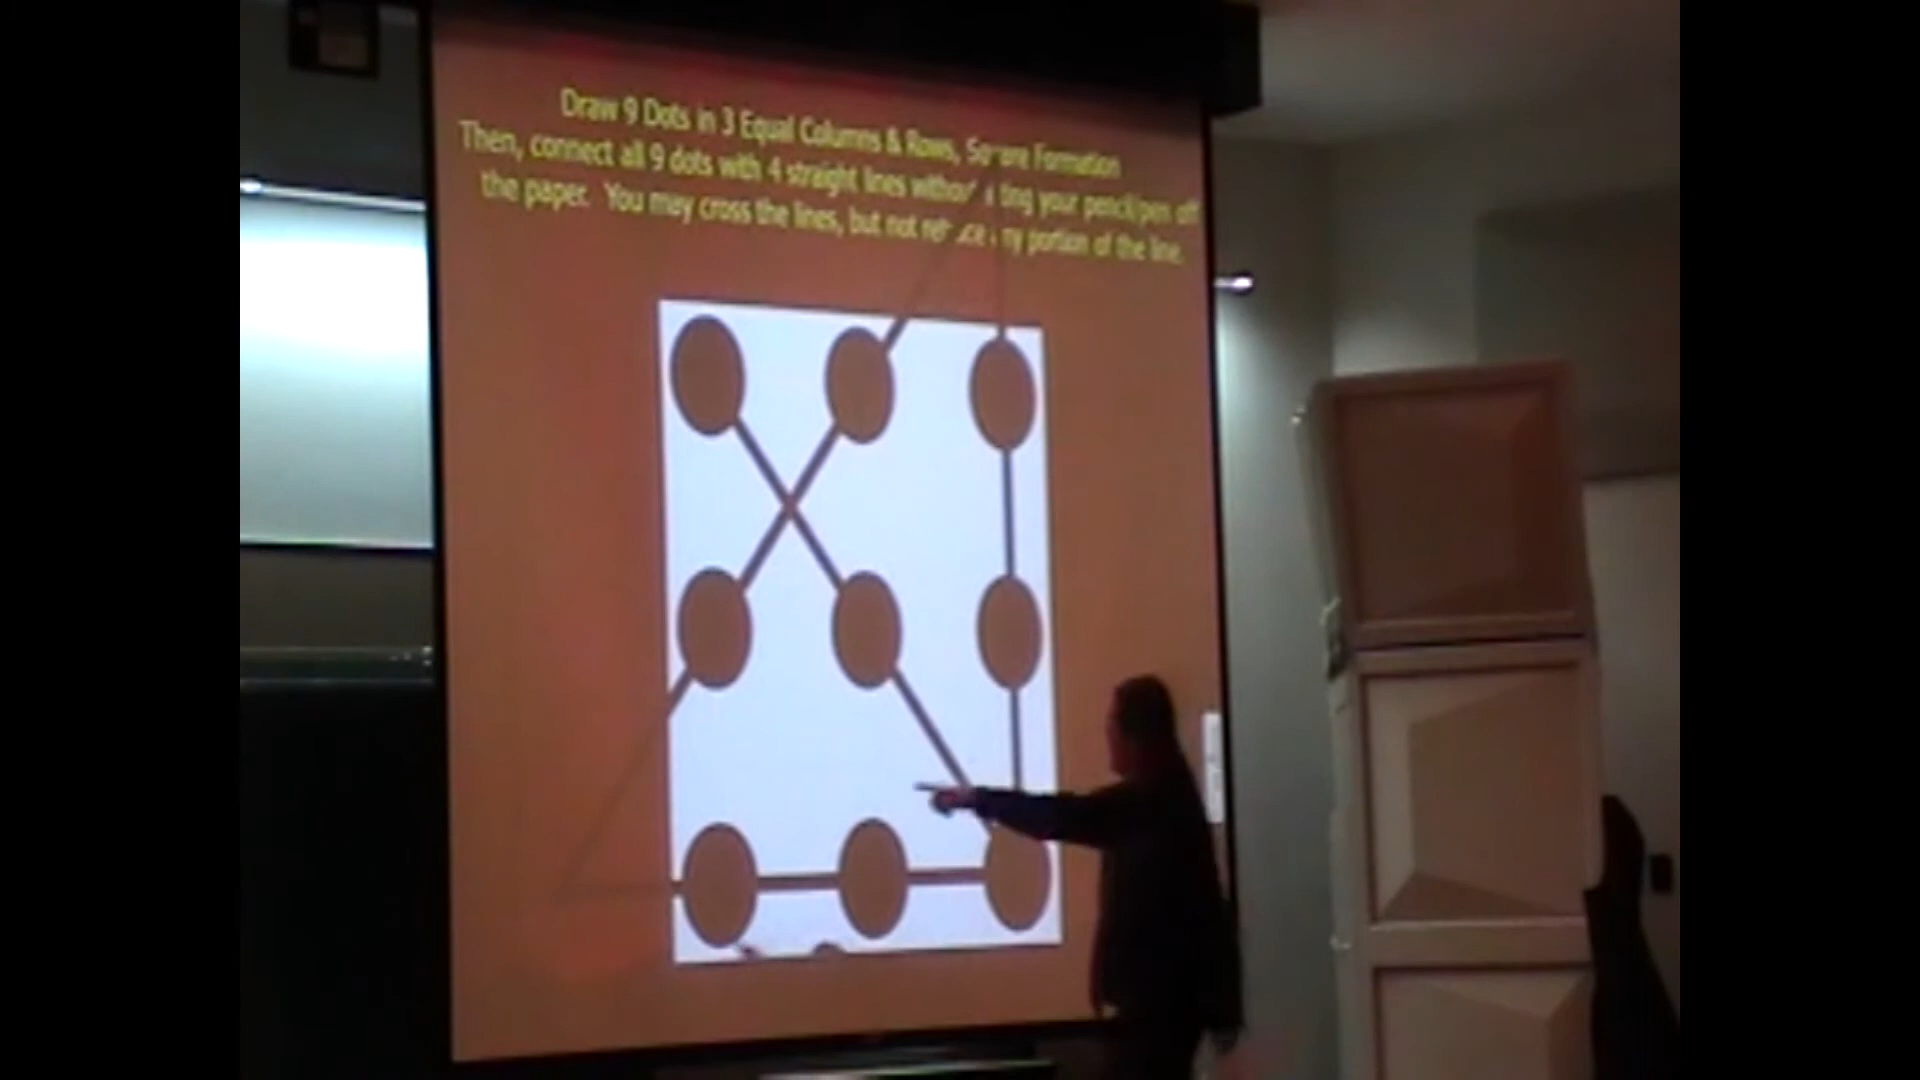 Draw 9 Dots in 3 Equal Columns & Rows, Square Formation
Then, connect all 9 dots with 4 straight lines without your pencil/pen off
the paper. You may cross the lines, but not retrace any portion of the line.